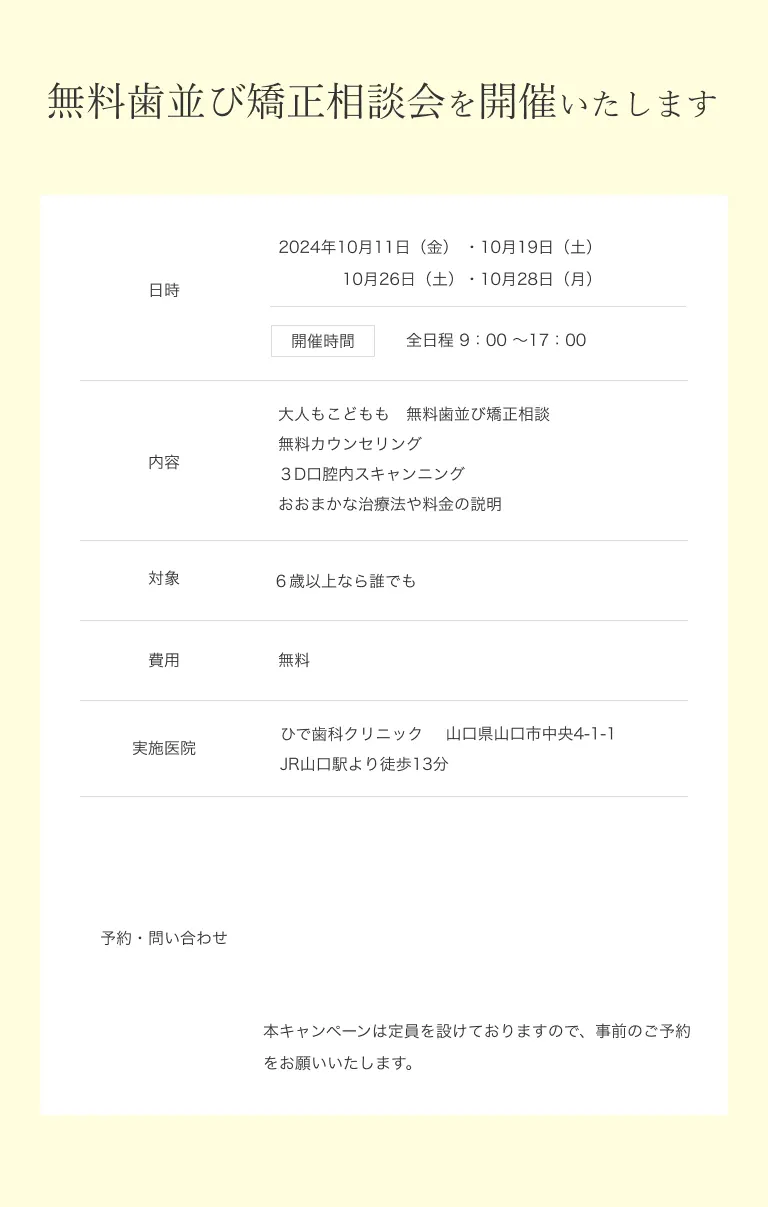 無料歯並び矯正相談会を開催いたします
日時
2024年10月11日（金） ・10月19日（土）
10月26日（土）・10月28日（月）
開催時間　全日程 9：00 〜17：00
内容
大人もこどもも　無料歯並び矯正相談
無料カウンセリング
３D口腔内スキャンニング
おおまかな治療法や料金の説明
対象
６歳以上なら誰でも
費用
無料
実施医院
ひで歯科クリニック　 山口県山口市中央4-1-1
JR山口駅より徒歩13分
予約・問い合わせ
本キャンペーンは定員を設けておりますので、事前のご予約
をお願いいたします。